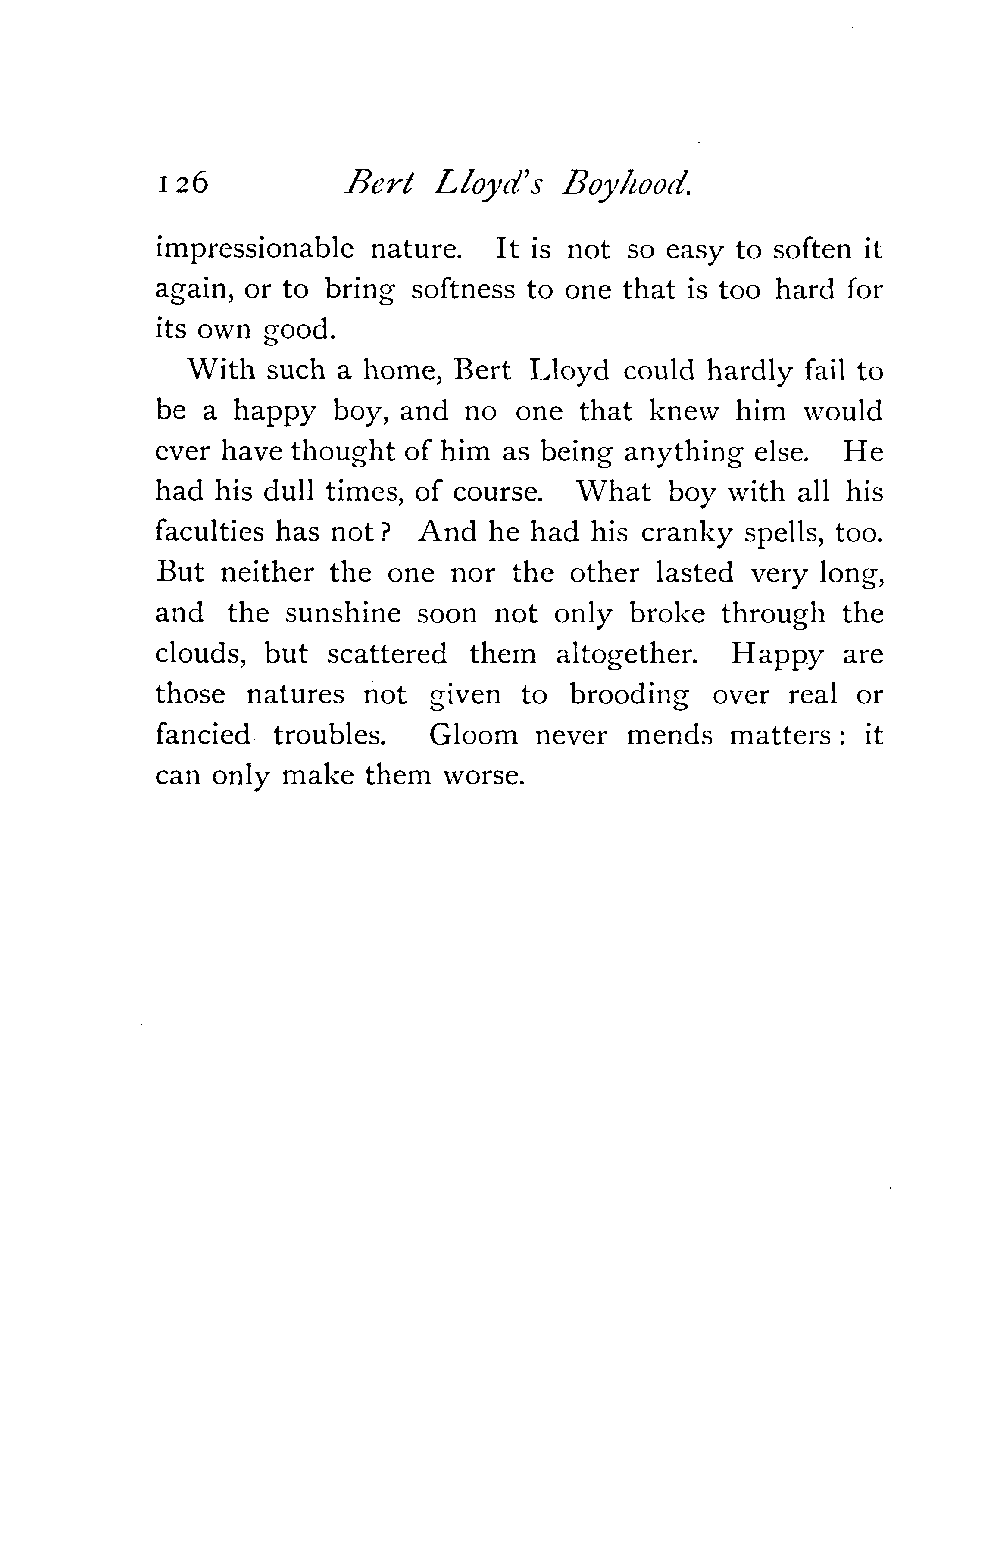 126 Bert Lloyd's Boyhood.
impressionable nature. It is not so easy to soften it
again, or to bring softness to one that is too hard for
its own good.
With such a home, Bert Lloyd could hardly fail to
be a happy boy, and no one that knew him would
ever have thought of him as being anything else. He
had his dull times, of course. What boy with all his
faculties has not? And he had his cranky spells, too.
But neither the one nor the other lasted very long,
and the sunshine soon not only broke through the
clouds, but scattered them altogether. Happy are
those natures not given to brooding over real or
fancied troubles. Gloom never mends matters: it
can only make them worse.